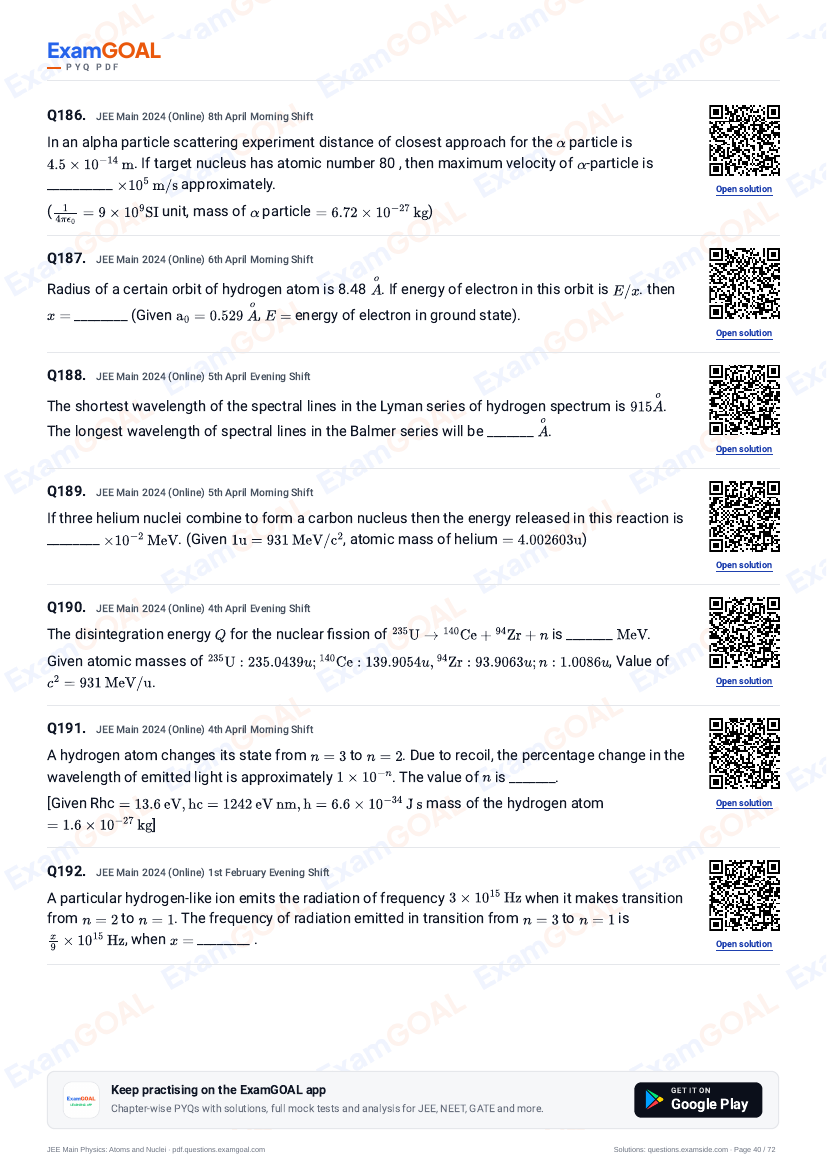 ExamGOAL
PYQ PDF
Q186. JEE Main 2024 (Online) 8th April Morning Shift
In an alpha particle scattering experiment distance of closest approach for the α particle is
4.5 × 10⁻¹⁴ m. If target nucleus has atomic number 80 , then maximum velocity of α-particle is
_________ ×10⁵ m/s approximately.
(1/4πϵ₀ = 9 × 10⁹SI unit, mass of α particle = 6.72 × 10⁻²⁷ kg)
Open solution
Q187. JEE Main 2024 (Online) 6th April Morning Shift
Radius of a certain orbit of hydrogen atom is 8.48 Å. If energy of electron in this orbit is E/x. then
x = ________ (Given a₀ = 0.529 Å, E = energy of electron in ground state).
Open solution
Q188. JEE Main 2024 (Online) 5th April Evening Shift
The shortest wavelength of the spectral lines in the Lyman series of hydrogen spectrum is 915Å.
The longest wavelength of spectral lines in the Balmer series will be _______ Å.
Open solution
Q189. JEE Main 2024 (Online) 5th April Morning Shift
If three helium nuclei combine to form a carbon nucleus then the energy released in this reaction is
________ ×10⁻² MeV. (Given 1u = 931 MeV/c², atomic mass of helium = 4.002603u)
Open solution
Q190. JEE Main 2024 (Online) 4th April Evening Shift
The disintegration energy Q for the nuclear fission of ²³⁵U → ¹⁴⁰Ce + ⁹⁴Zr + n is _______ MeV.
Given atomic masses of ²³⁵U : 235.0439u; ¹⁴⁰Ce : 139.9054u, ⁹⁴Zr : 93.9063u; n : 1.0086u, Value of
c² = 931 MeV/u.
Open solution
Q191. JEE Main 2024 (Online) 4th April Morning Shift
A hydrogen atom changes its state from n = 3 to n = 2. Due to recoil, the percentage change in the
wavelength of emitted light is approximately 1 × 10⁻ⁿ. The value of n is _______.
[Given Rhc = 13.6 eV, hc = 1242 eV nm, h = 6.6 × 10⁻³⁴ J s mass of the hydrogen atom
= 1.6 × 10⁻²⁷ kg]
Open solution
Q192. JEE Main 2024 (Online) 1st February Evening Shift
A particular hydrogen-like ion emits the radiation of frequency 3 × 10¹⁵ Hz when it makes transition
from n = 2 to n = 1. The frequency of radiation emitted in transition from n = 3 to n = 1 is
x/9 × 10¹⁵ Hz, when x = ________ .
Open solution
Keep practising on the ExamGOAL app
Chapter-wise PYQs with solutions, full mock tests and analysis for JEE, NEET, GATE and more.
ExamGOAL
GET IT ON
Google Play
JEE Main Physics: Atoms and Nuclei · pdf.questions.examgoal.com
Solutions: questions.examside.com · Page 40 / 72